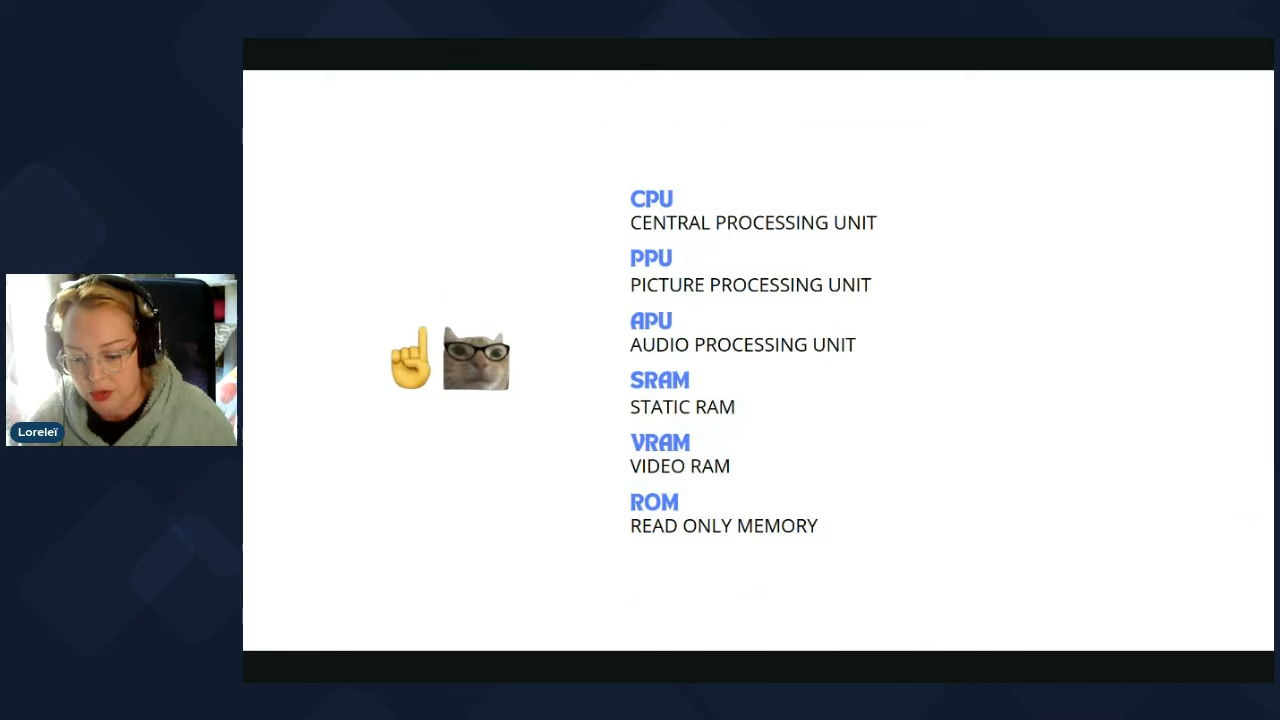 CPU
CENTRAL PROCESSING UNIT
PPU
PICTURE PROCESSING UNIT
APU
AUDIO PROCESSING UNIT
SRAM
STATIC RAM
VRAM
VIDEO RAM
ROM
READ ONLY MEMORY
Loreleï